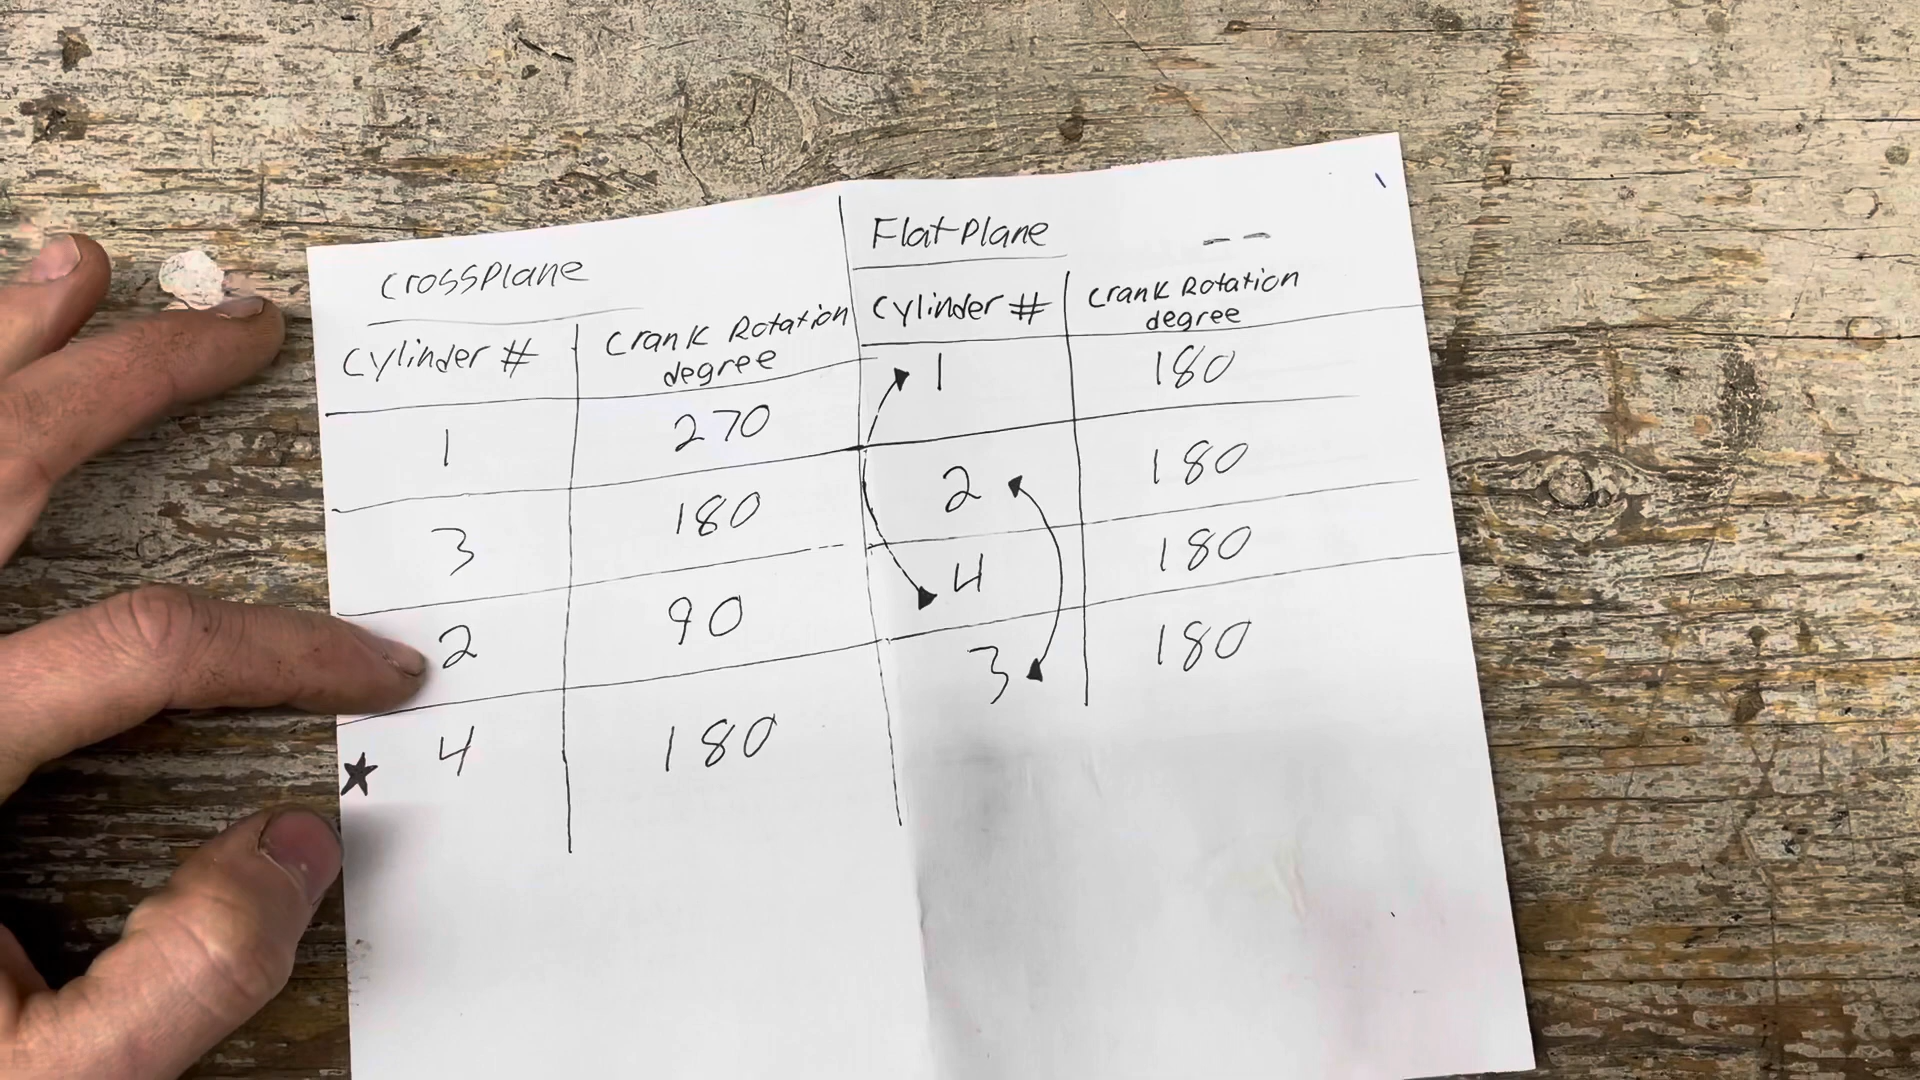 Crossplane
Cylinder # Crank Rotation
degree
1 270
3 180
2 90
★ 4 180
Flat-Plane
Cylinder # Crank Rotation
degree
1 180
2 180
4 180
3 180